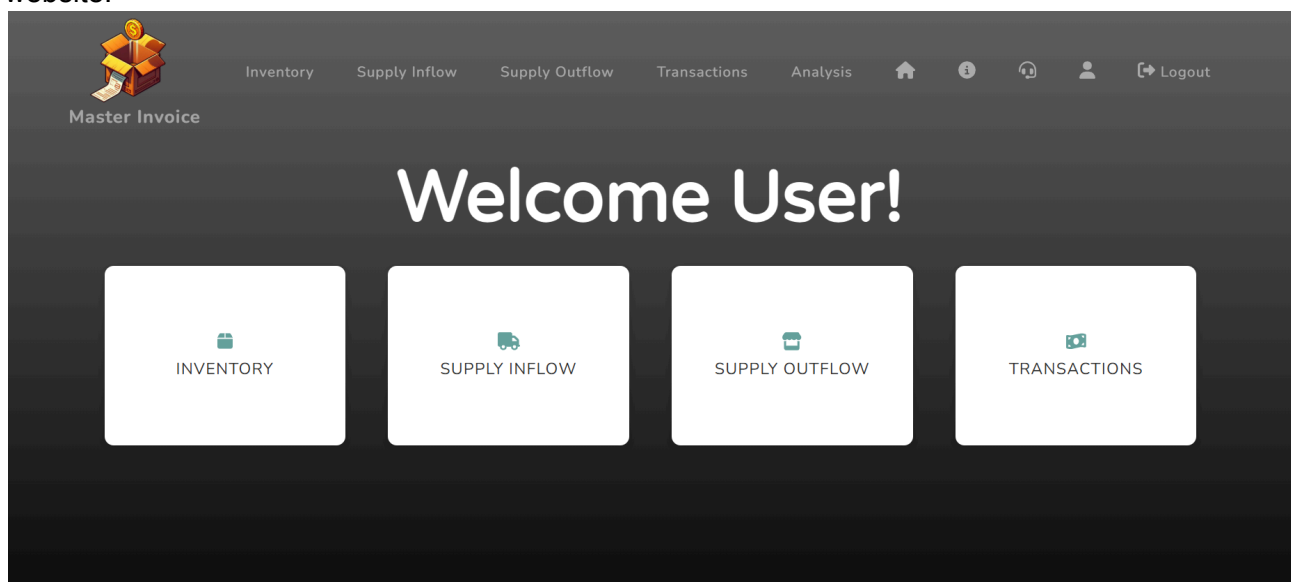 Inventory Supply Inflow Supply Outflow Transactions Analysis Logout
Master Invoice
Welcome User!
INVENTORY SUPPLY INFLOW SUPPLY OUTFLOW TRANSACTIONS